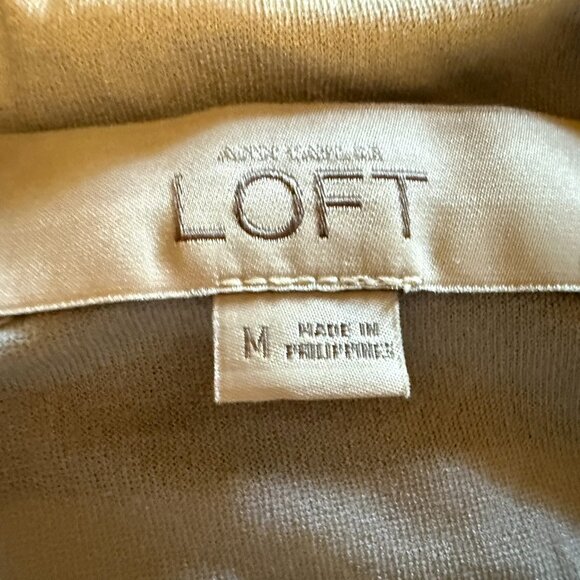 ANN TAYLOR
LOFT
M
MADE IN
PHILIPPINES